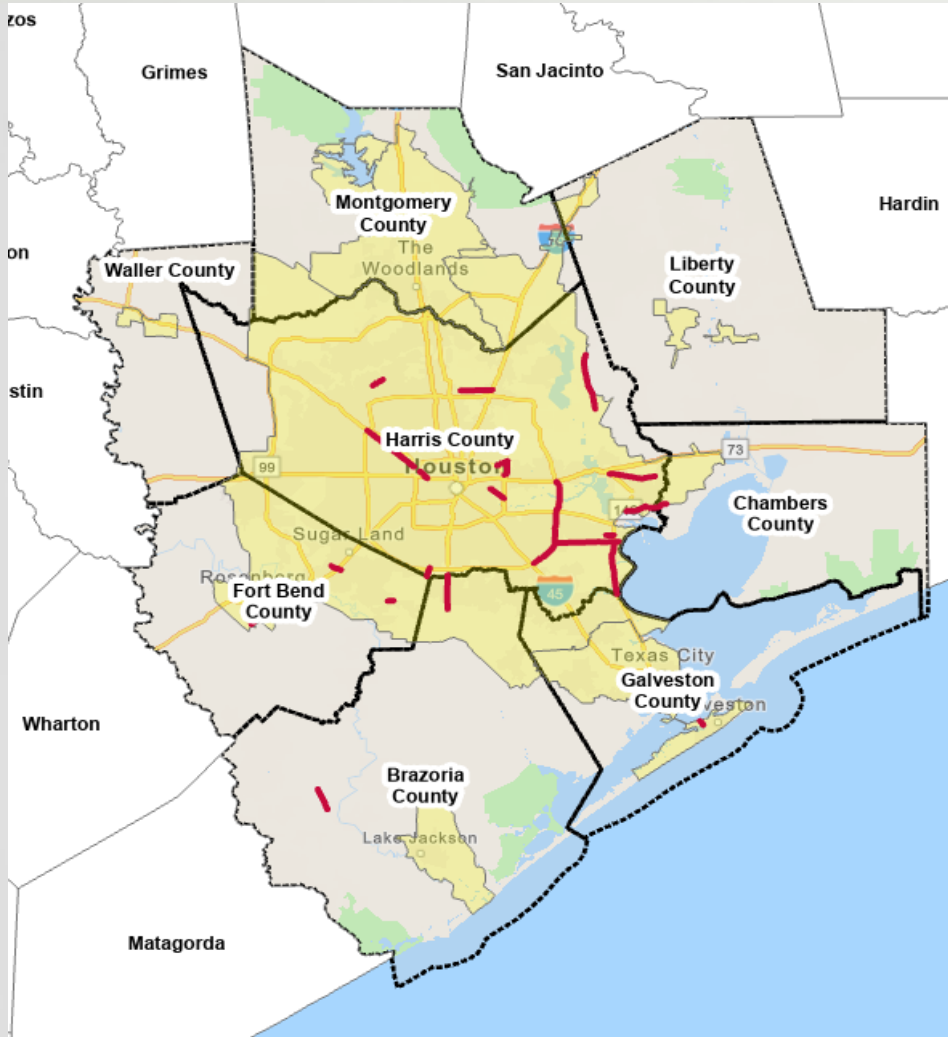 zos
Grimes
San Jacinto
Hardin
Montgomery
County
The
Woodlands
on
Waller County
Liberty
County
stin
Harris County
Houston
99
73
Chambers
County
Sugar Land
Rosenberg
Fort Bend
County
45
Texas City
Galveston
County
veston
Wharton
Brazoria
County
Lake Jackson
Matagorda